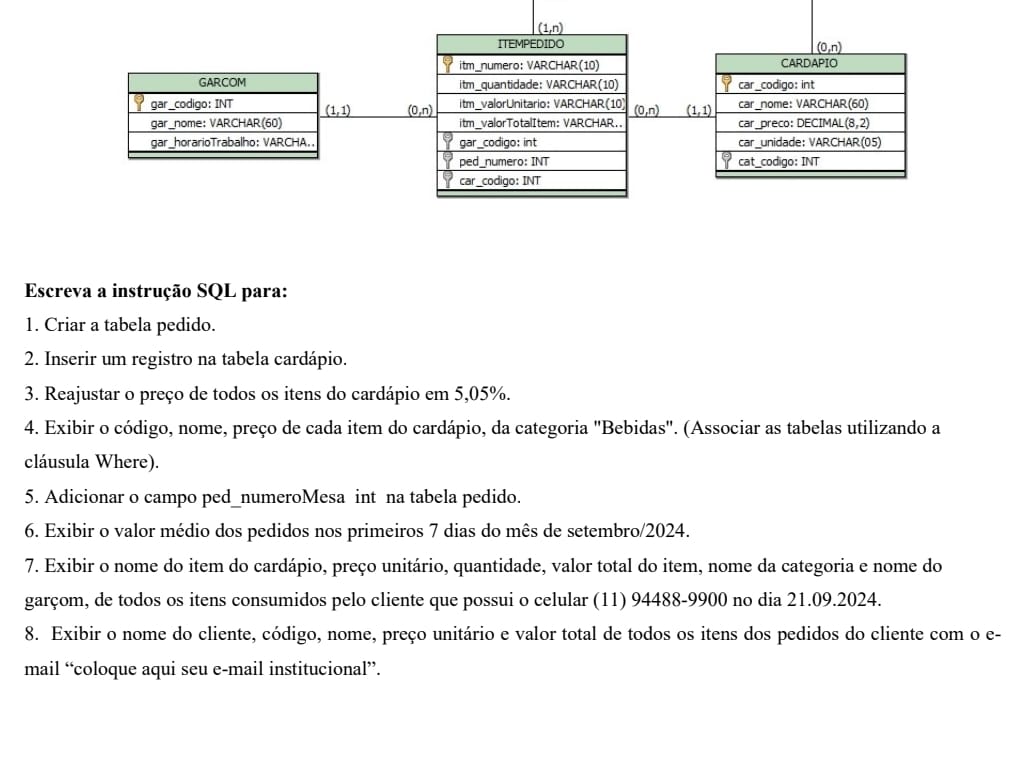 (1,n)
ITEMPEDIDO
itm_numero: VARCHAR(10)
itm_quantidade: VARCHAR(10)
itm_valorUnitario: VARCHAR(10)
itm_valorTotalItem: VARCHAR..
gar_codigo: int
ped_numero: INT
car_codigo: INT
GARCOM
gar_codigo: INT
gar_nome: VARCHAR(60)
gar_horarioTrabalho: VARCHA..
(1,1)
(0,n)
(0,n)
(1,1)
(0,n)
CARDAPIO
car_codigo: int
car_nome: VARCHAR(60)
car_preco: DECIMAL(8,2)
car_unidade: VARCHAR(05)
cat_codigo: INT
Escreva a instrução SQL para:
1. Criar a tabela pedido.
2. Inserir um registro na tabela cardápio.
3. Reajustar o preço de todos os itens do cardápio em 5,05%.
4. Exibir o código, nome, preço de cada item do cardápio, da categoria "Bebidas". (Associar as tabelas utilizando a
cláusula Where).
5. Adicionar o campo ped_numeroMesa int na tabela pedido.
6. Exibir o valor médio dos pedidos nos primeiros 7 dias do mês de setembro/2024.
7. Exibir o nome do item do cardápio, preço unitário, quantidade, valor total do item, nome da categoria e nome do
garçom, de todos os itens consumidos pelo cliente que possui o celular (11) 94488-9900 no dia 21.09.2024.
8. Exibir o nome do cliente, código, nome, preço unitário e valor total de todos os itens dos pedidos do cliente com o e-
mail “coloque aqui seu e-mail institucional”.